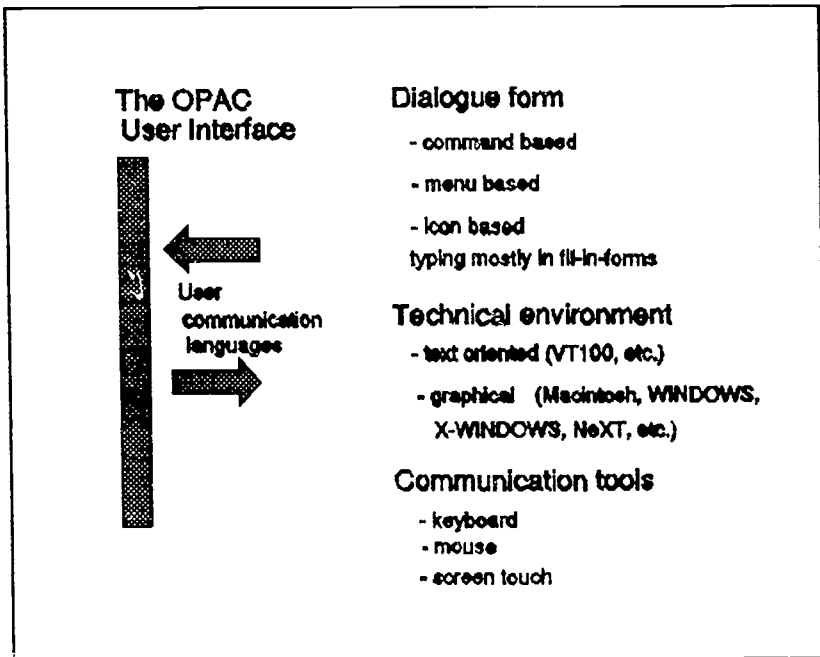 The OPAC
User Interface
User
communication
languages
Dialogue form
- command based
- menu based
- icon based
typing mostly in fill-in-forms
Technical environment
- text oriented (VT100, etc.)
- graphical (Macintosh, WINDOWS,
X-WINDOWS, NeXT, etc.)
Communication tools
- keyboard
- mouse
- screen touch